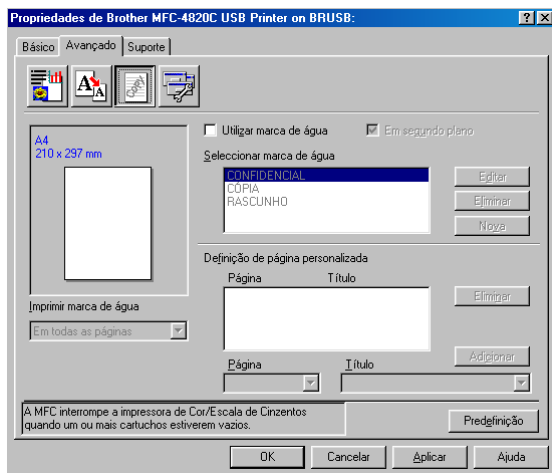 Propriedades de Brother MFC-4820C USB Printer on BRUSB:
Básico Avançado Suporte
A4
210 x 297 mm
Utilizar marca de água Em segundo plano
Seleccionar marca de água
CONFIDENCIAL
CÓPIA
RASCUNHO
Editar
Eliminar
Nova
Definição de página personalizada
Página Título
Eliminar
Imprimir marca de água
Em todas as páginas
Adicionar
Página Título
A MFC interrompe a impressora de Cor/Escala de Cinzentos
quando um ou mais cartuchos estiverem vazios.
Predefinição
OK Cancelar Aplicar Ajuda